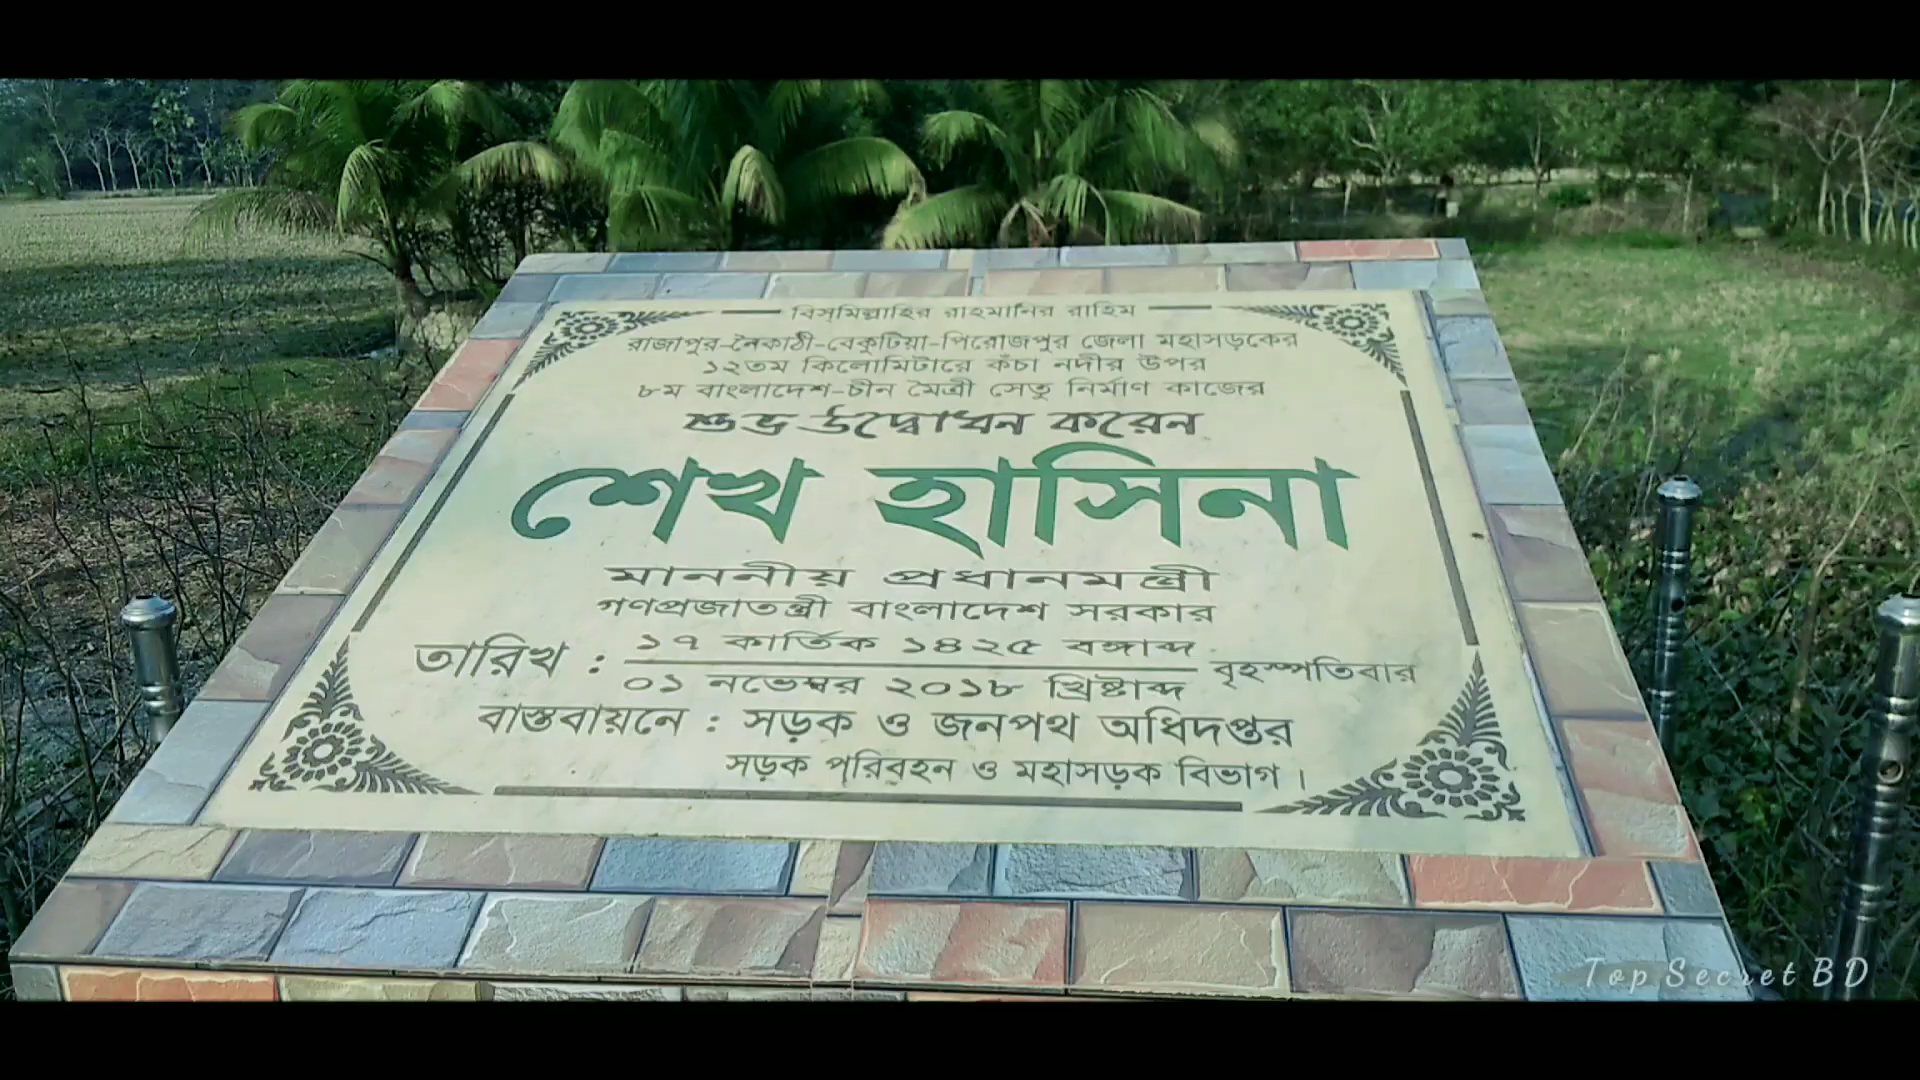 বিস্‌মিল্লাহির রাহমানির রাহিম
রাজাপুর-নৈকাঠী-বেকুটিয়া-পিরোজপুর জেলা মহাসড়কের
১২তম কিলোমিটারে কঁচা নদীর উপর
৮ম বাংলাদেশ-চীন মৈত্রী সেতু নির্মাণ কাজের
শুভ উদ্বোধন করেন
শেখ হাসিনা
মাননীয় প্রধানমন্ত্রী
গণপ্রজাতন্ত্রী বাংলাদেশ সরকার
তারিখ : ১৭ কার্তিক ১৪২৫ বঙ্গাব্দ
০১ নভেম্বর ২০১৮ খ্রিষ্টাব্দ বৃহস্পতিবার
বাস্তবায়নে : সড়ক ও জনপথ অধিদপ্তর
সড়ক পরিবহন ও মহাসড়ক বিভাগ।
Top Secret BD